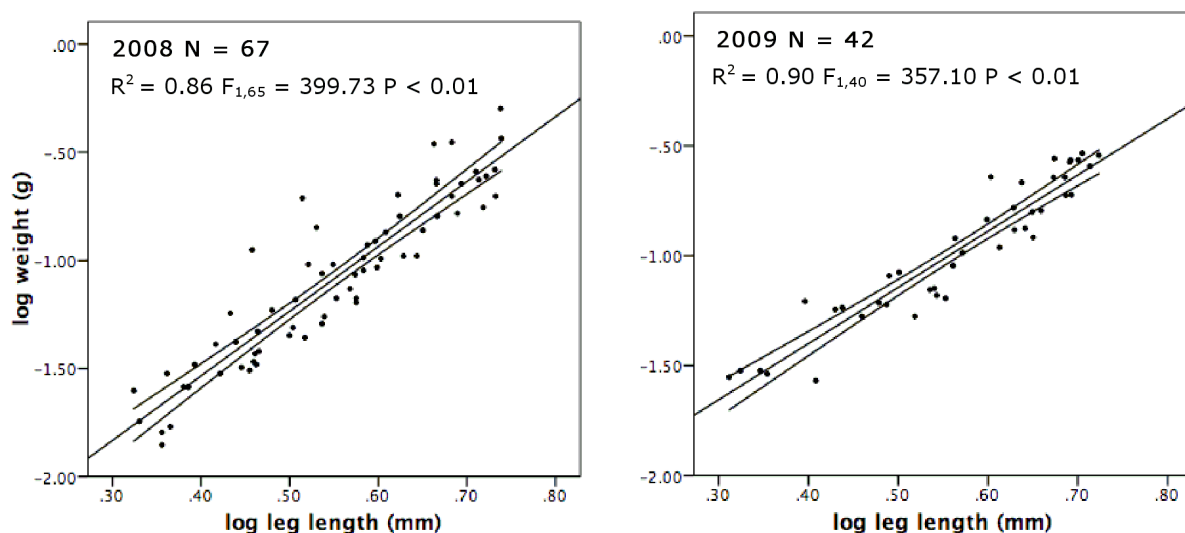 2008 N = 67
R² = 0.86 F₁,₆₅ = 399.73 P < 0.01
log weight (g)
.00
-.50
-1.00
-1.50
-2.00
.30 .40 .50 .60 .70 .80
log leg length (mm)
2009 N = 42
R² = 0.90 F₁,₄₀ = 357.10 P < 0.01
.00
-.50
-1.00
-1.50
-2.00
.30 .40 .50 .60 .70 .80
log leg length (mm)